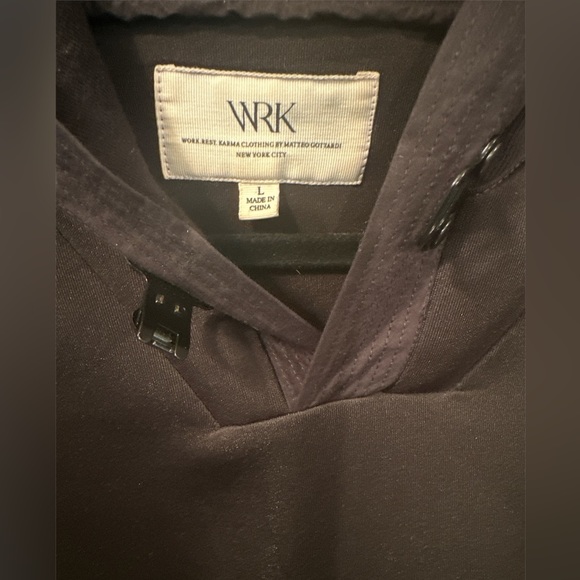 WRK
WORK.REST.KARMA CLOTHING BY MATTEO GOTTARDI
NEW YORK CITY
L
MADE IN
CHINA